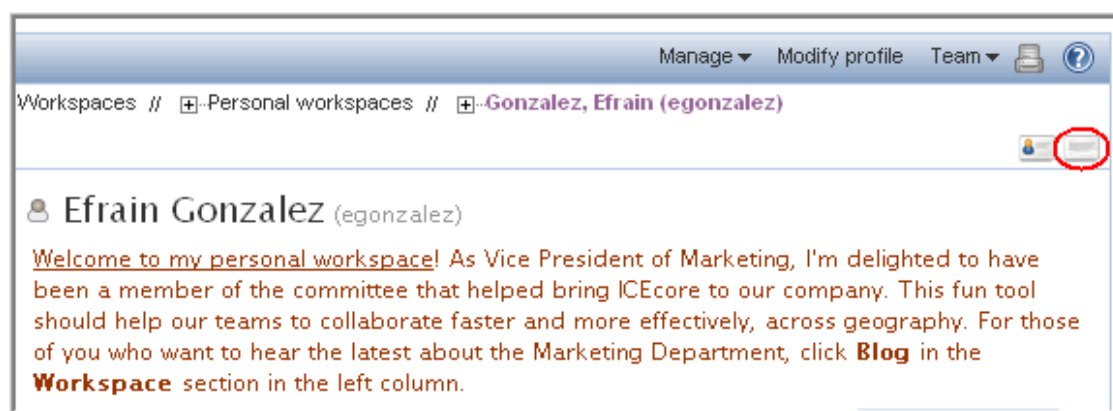 Manage Modify profile Team ?
Workspaces // Personal workspaces // Gonzalez, Efrain (egonzalez)
Efrain Gonzalez (egonzalez)
Welcome to my personal workspace! As Vice President of Marketing, I'm delighted to have
been a member of the committee that helped bring ICEcore to our company. This fun tool
should help our teams to collaborate faster and more effectively, across geography. For those
of you who want to hear the latest about the Marketing Department, click Blog in the
Workspace section in the left column.